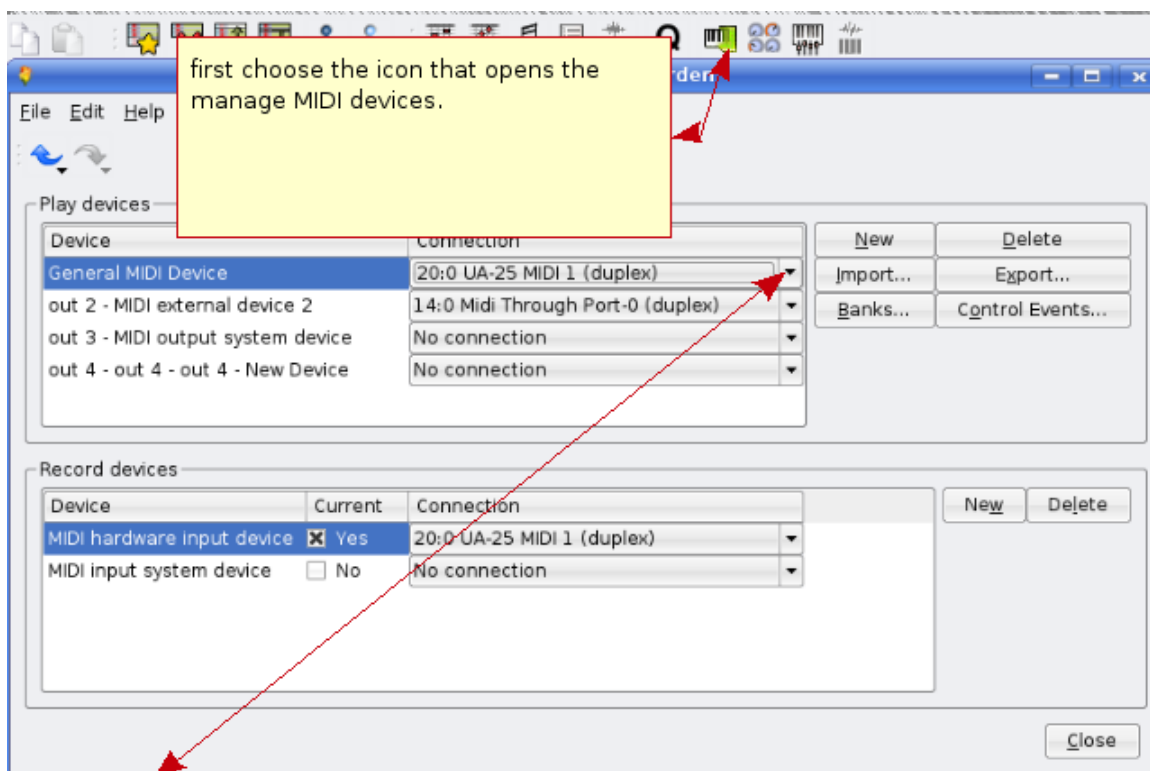 first choose the icon that opens the
manage MIDI devices.
File Edit Help
Play devices
Device Connection
General MIDI Device 20:0 UA-25 MIDI 1 (duplex)
out 2 - MIDI external device 2 14:0 Midi Through Port-0 (duplex)
out 3 - MIDI output system device No connection
out 4 - out 4 - out 4 - New Device No connection
New Delete
Import... Export...
Banks... Control Events...
Record devices
Device Current Connection
MIDI hardware input device Yes 20:0 UA-25 MIDI 1 (duplex)
MIDI input system device No No connection
New Delete
Close